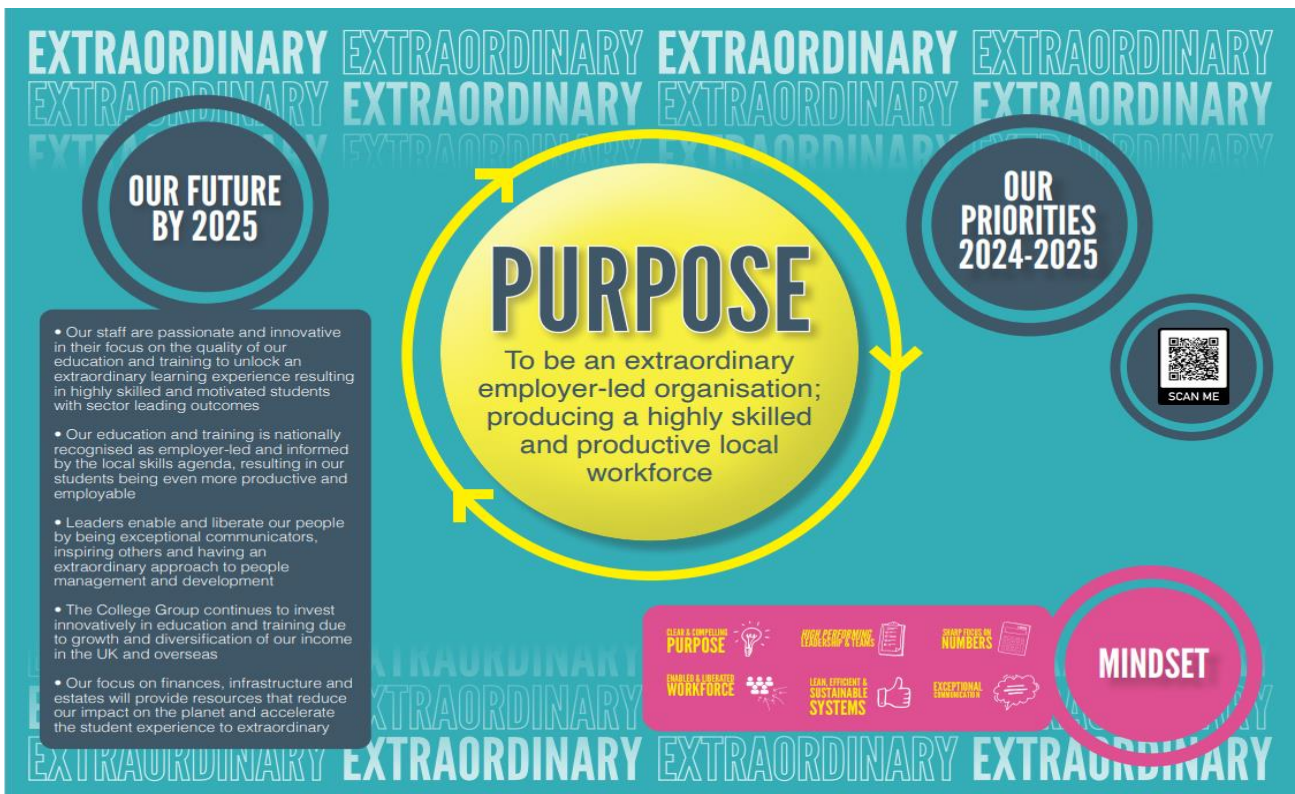 EXTRAORDINARY EXTRAORDINARY EXTRAORDINARY EXTRAORDINARY
EXTRAORDINARY EXTRAORDINARY EXTRAORDINARY EXTRAORDINARY
EXTRAORDINARY EXTRAORDINARY EXTRAORDINARY
OUR FUTURE
BY 2025
• Our staff are passionate and innovative
in their focus on the quality of our
education and training to unlock an
extraordinary learning experience resulting
in highly skilled and motivated students
with sector leading outcomes
• Our education and training is nationally
recognised as employer-led and informed
by the local skills agenda, resulting in our
students being even more productive and
employable
• Leaders enable and liberate our people
by being exceptional communicators,
inspiring others and having an
extraordinary approach to people
management and development
• The College Group continues to invest
innovatively in education and training due
to growth and diversification of our income
in the UK and overseas
• Our focus on finances, infrastructure and
estates will provide resources that reduce
our impact on the planet and accelerate
the student experience to extraordinary
PURPOSE
To be an extraordinary
employer-led organisation;
producing a highly skilled
and productive local
workforce
OUR
PRIORITIES
2024-2025
SCAN ME
CLEAR & COMPELLING
PURPOSE
HIGH PERFORMING
LEADERSHIP & TEAMS
SHARP FOCUS ON
NUMBERS
ENABLED & LIBERATED
WORKFORCE
LEAN, EFFICIENT &
SUSTAINABLE
SYSTEMS
EXCEPTIONAL
COMMUNICATION
MINDSET
EXTRAORDINARY
EXTRAORDINARY
EXTRAORDINARY EXTRAORDINARY EXTRAORDINARY EXTRAORDINARY